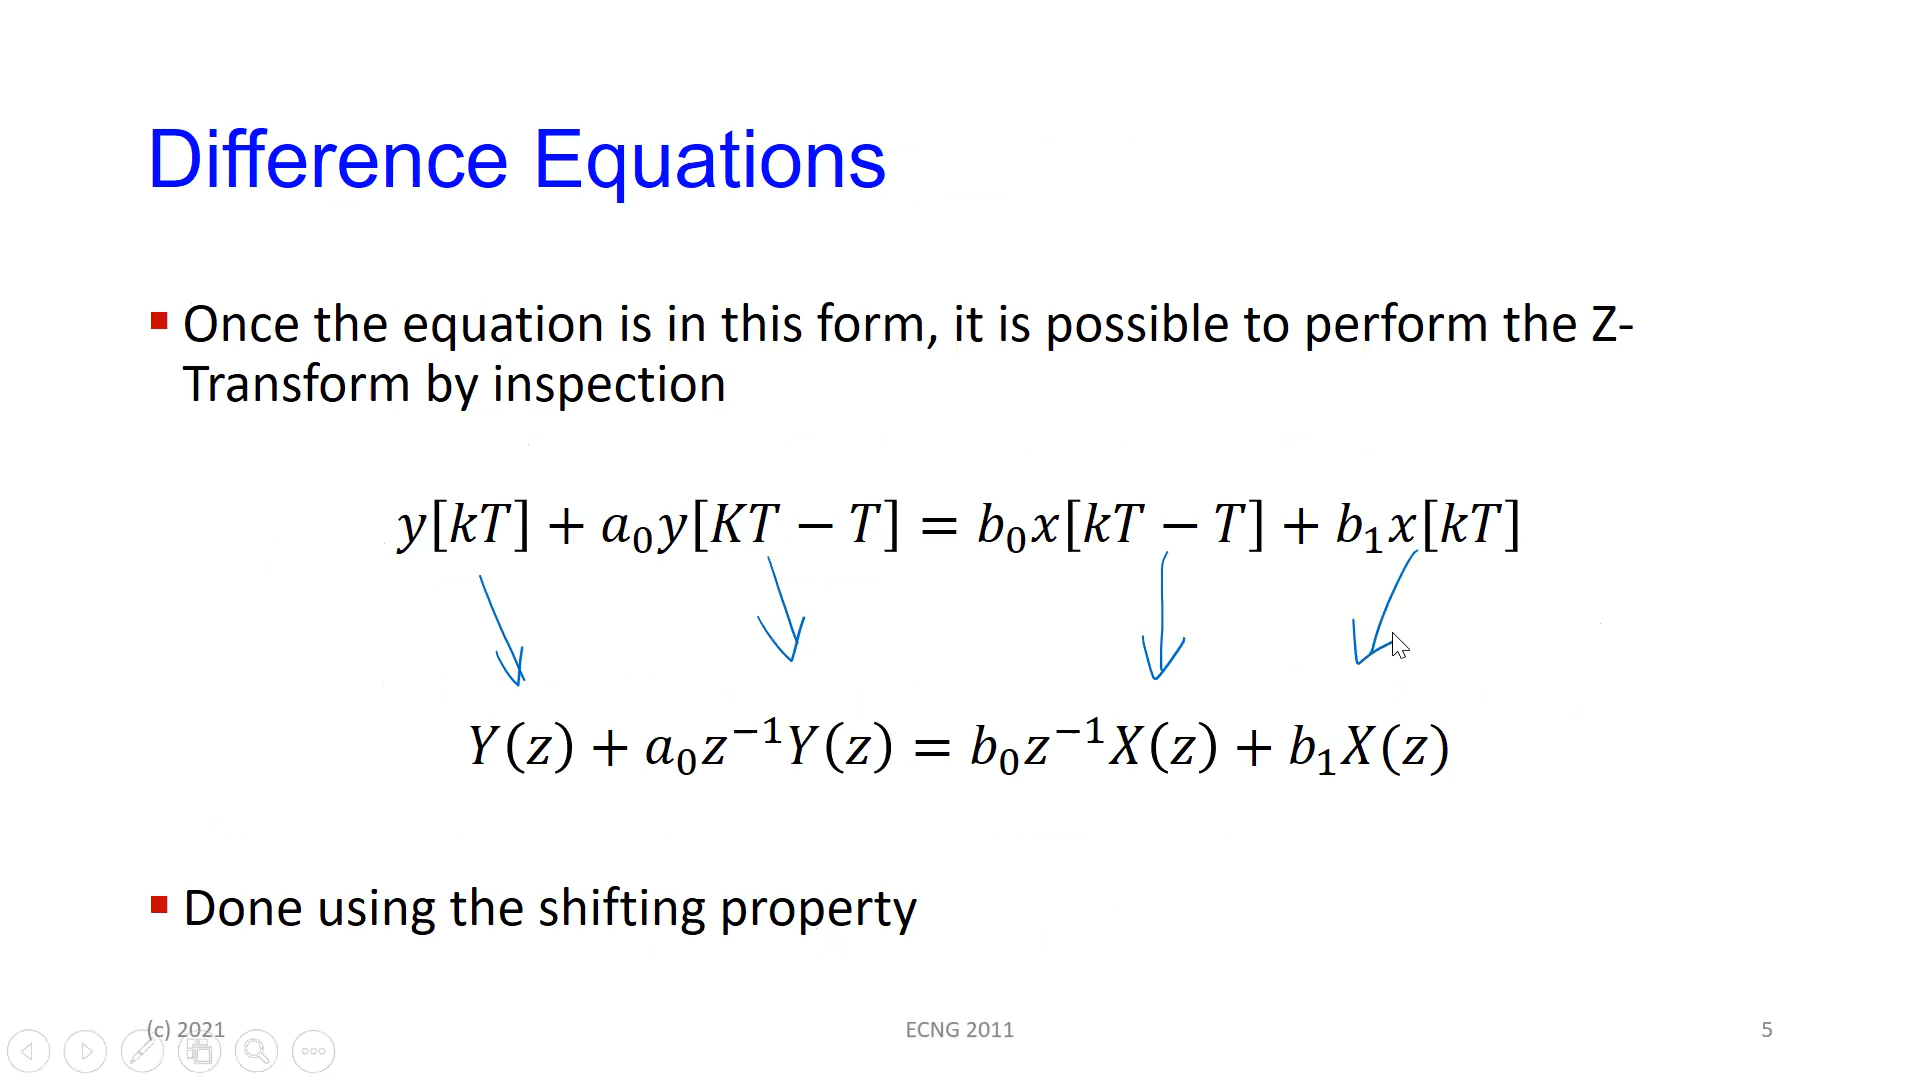 Difference Equations
▪ Once the equation is in this form, it is possible to perform the Z-
Transform by inspection
y[kT] + a₀y[KT − T] = b₀x[kT − T] + b₁x[kT]
Y(z) + a₀z⁻¹Y(z) = b₀z⁻¹X(z) + b₁X(z)
▪ Done using the shifting property
(c) 2021
ECNG 2011
5